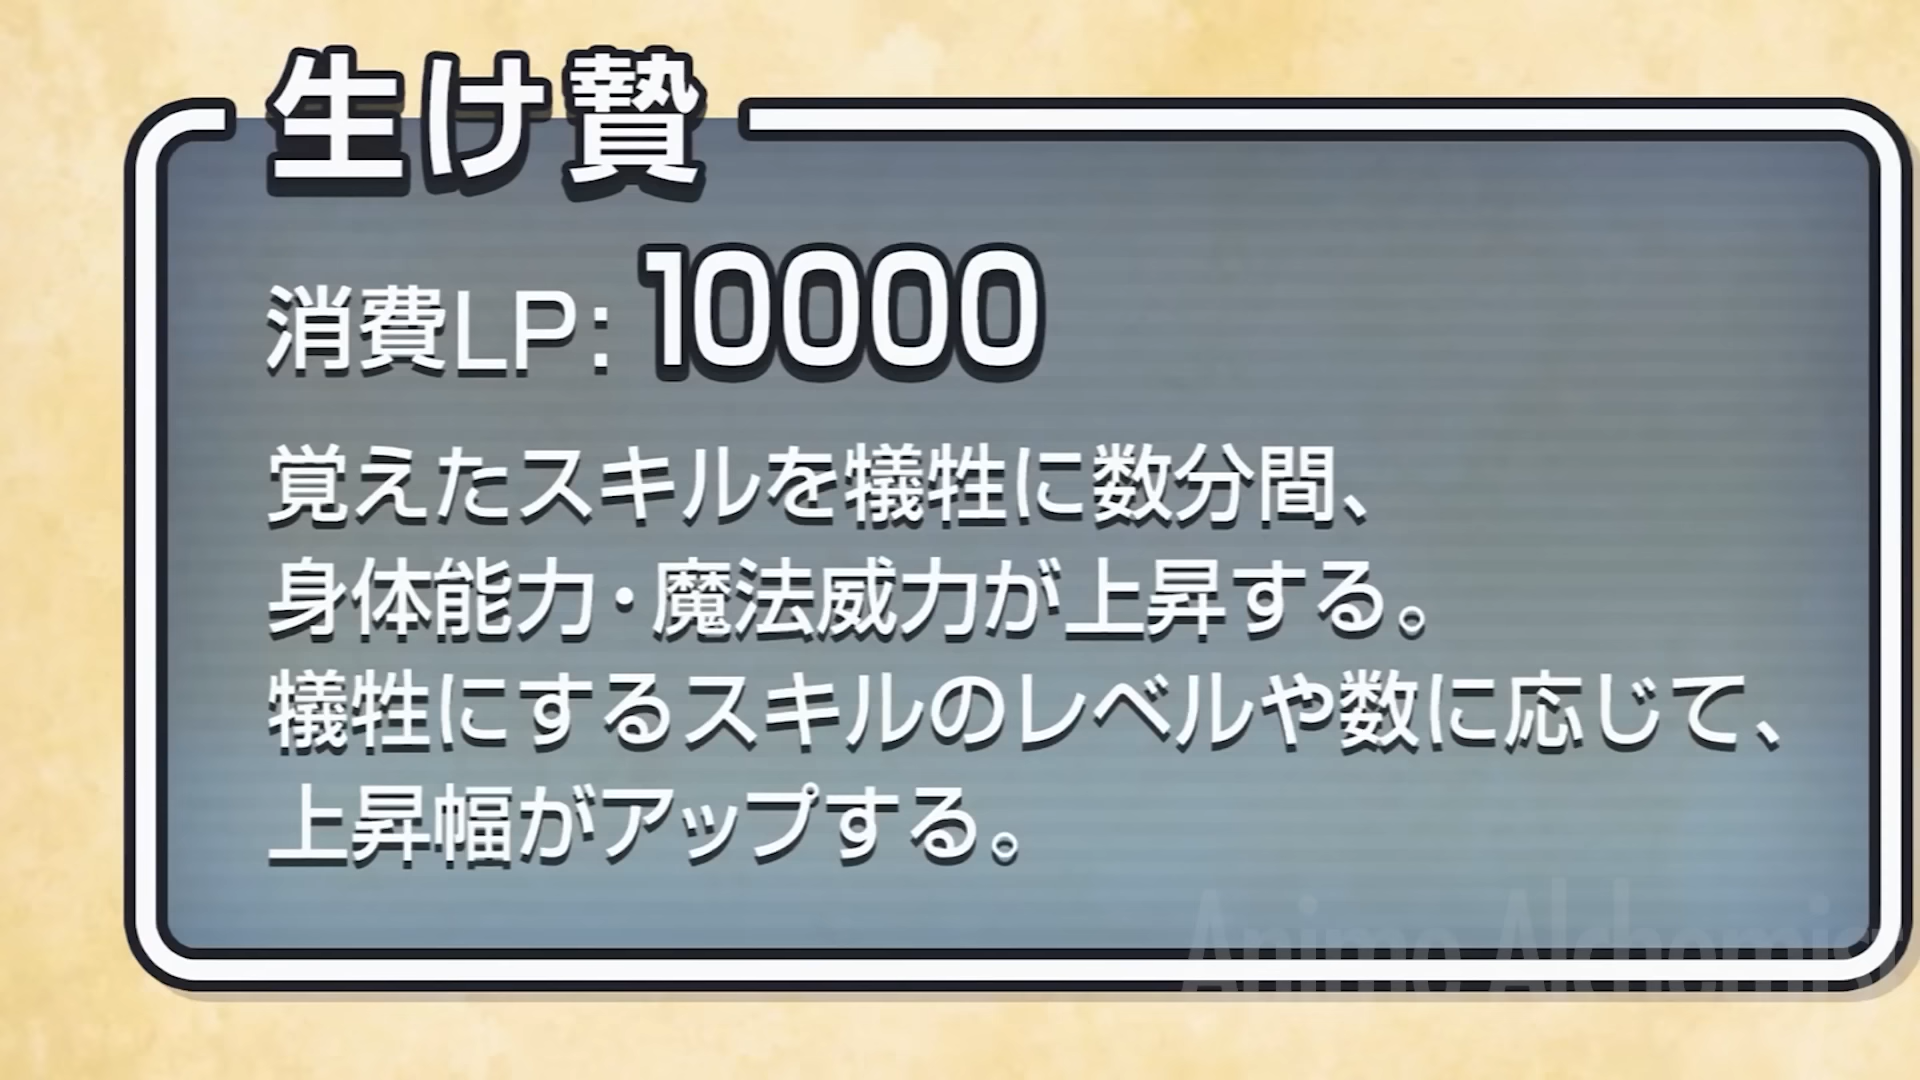 生け贄
消費LP: 10000
覚えたスキルを犠牲に数分間、
身体能力・魔法威力が上昇する。
犠牲にするスキルのレベルや数に応じて、
上昇幅がアップする。
Anime Alchemist